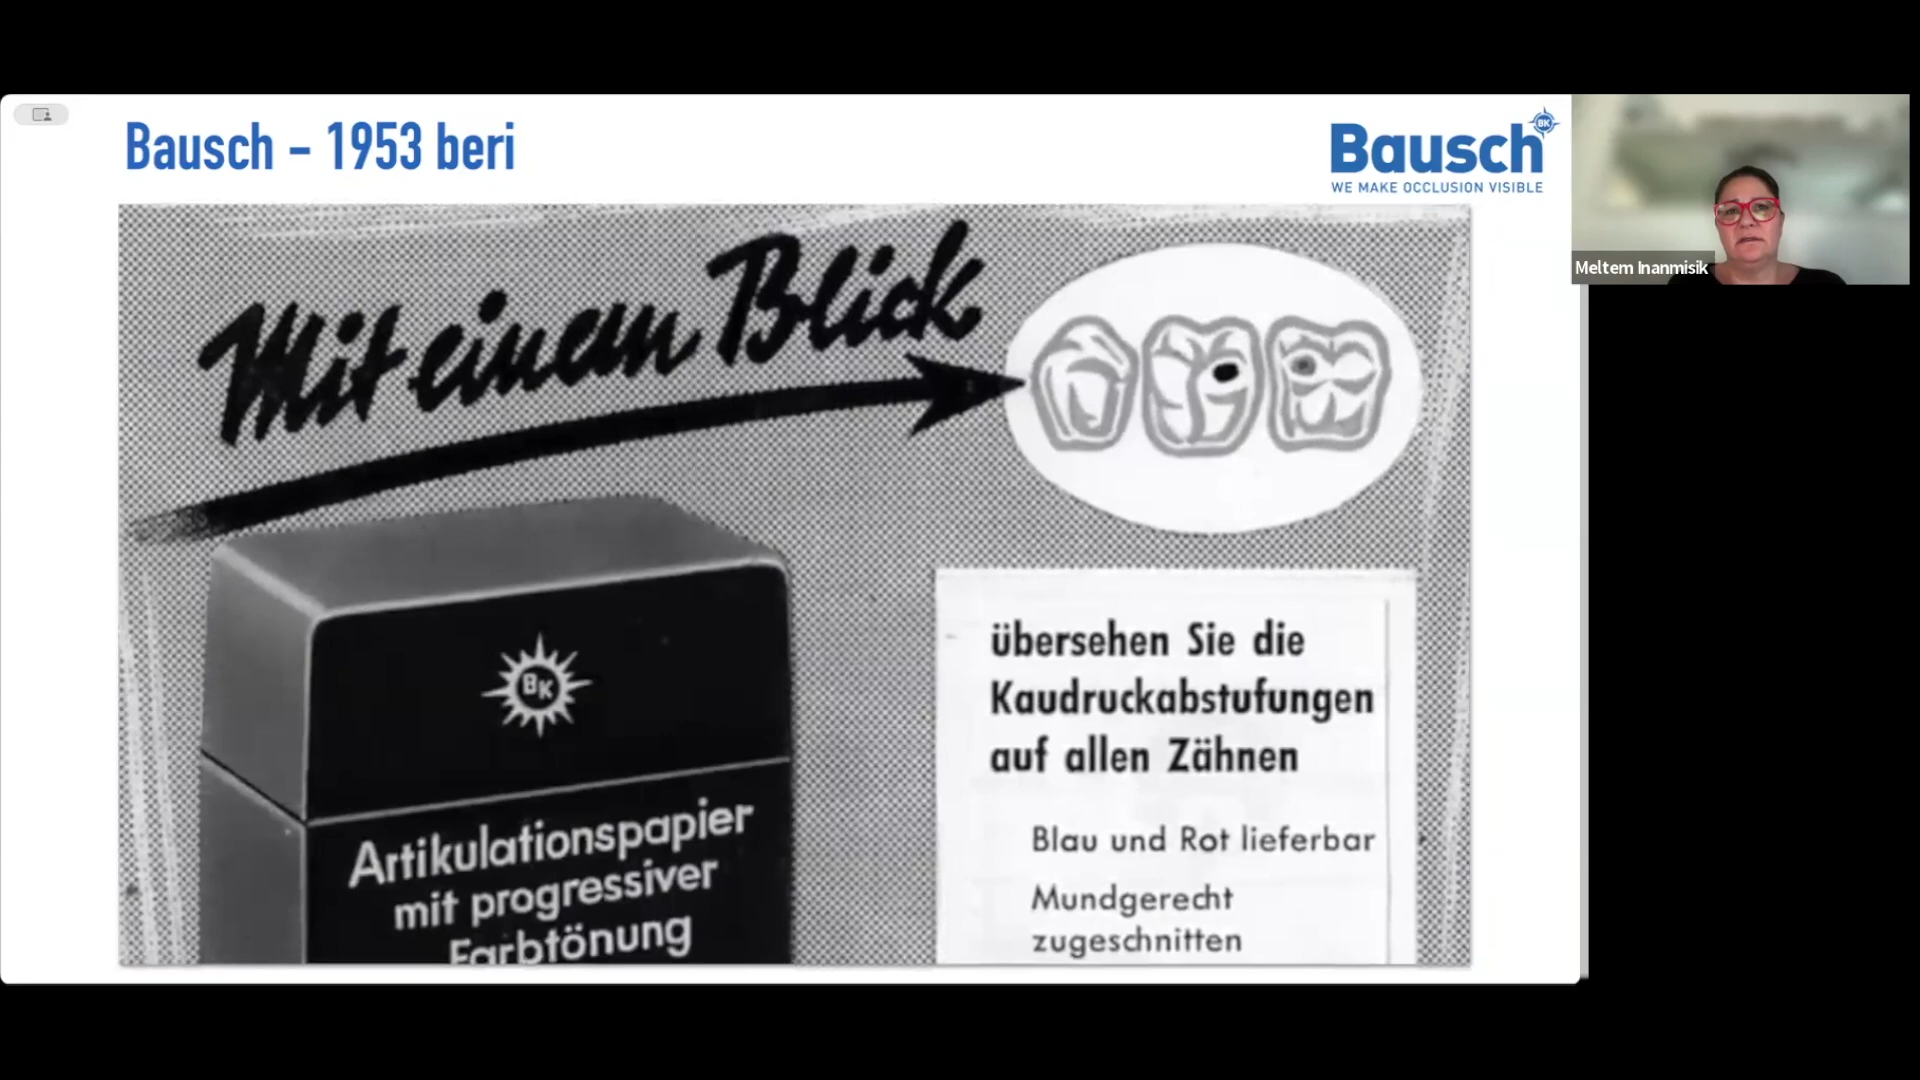 Bausch – 1953 beri
Bausch
BK
WE MAKE OCCLUSION VISIBLE
Meltem Inanmisik
Mit einem Blick
übersehen Sie die
Kaudruckabstufungen
auf allen Zähnen
Blau und Rot lieferbar
Mundgerecht
zugeschnitten
BK
Artikulationspapier
mit progressiver
Farbtönung